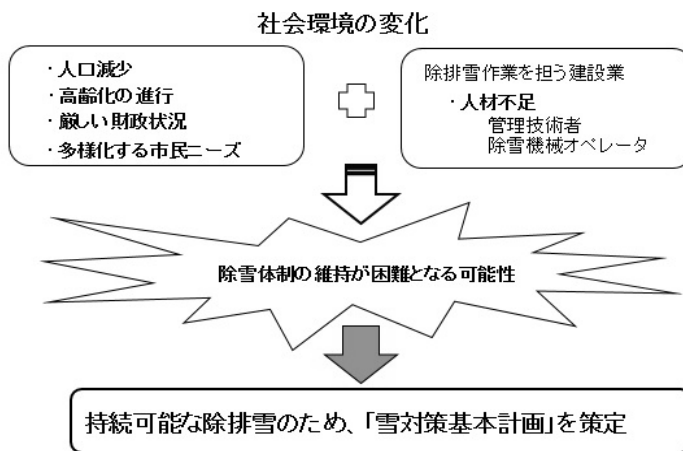 社会環境の変化
・人口減少
・高齢化の進行
・厳しい財政状況
・多様化する市民ニーズ
除排雪作業を担う建設業
・人材不足
管理技術者
除雪機械オペレータ
除雪体制の維持が困難となる可能性
持続可能な除排雪のため、「雪対策基本計画」を策定